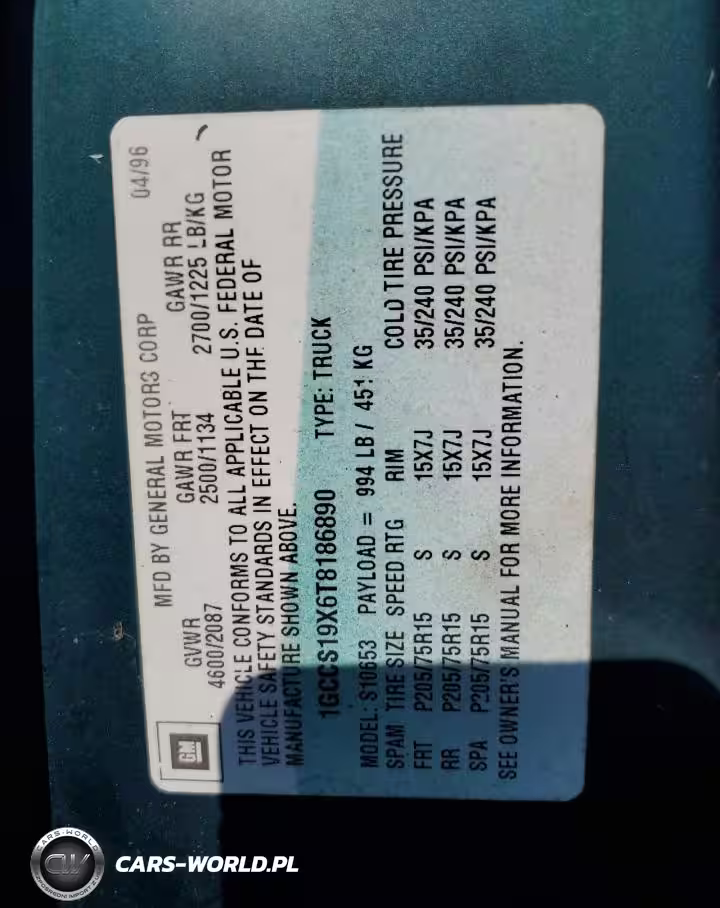 GM
MFD BY GENERAL MOTORS CORP 04/96
GVWR GAWR FRT GAWR RR
4600/2087 2500/1134 2700/1225 LB/KG
THIS VEHICLE CONFORMS TO ALL APPLICABLE U.S. FEDERAL MOTOR
VEHICLE SAFETY STANDARDS IN EFFECT ON THE DATE OF
MANUFACTURE SHOWN ABOVE.
1GCCS19X6T8186890 TYPE: TRUCK
MODEL: S10653 PAYLOAD = 994 LB / 451 KG
SPAM TIRE SIZE SPEED RTG RIM COLD TIRE PRESSURE
FRT P205/75R15 S 15X7J 35/240 PSI/KPA
RR P205/75R15 S 15X7J 35/240 PSI/KPA
SPA P205/75R15 S 15X7J 35/240 PSI/KPA
SEE OWNER'S MANUAL FOR MORE INFORMATION.
CARS-WORLD
CW
CARS-WORLD.PL